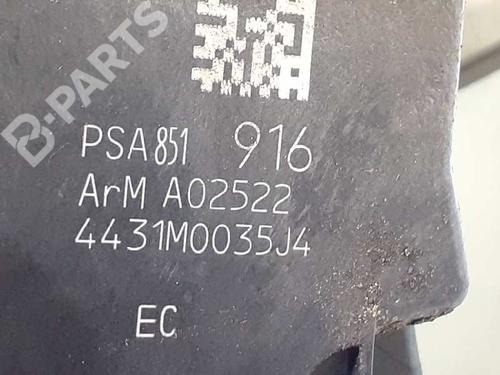 B-PARTS
PSA851 916
ArM A02522
4431M0035J4
EC